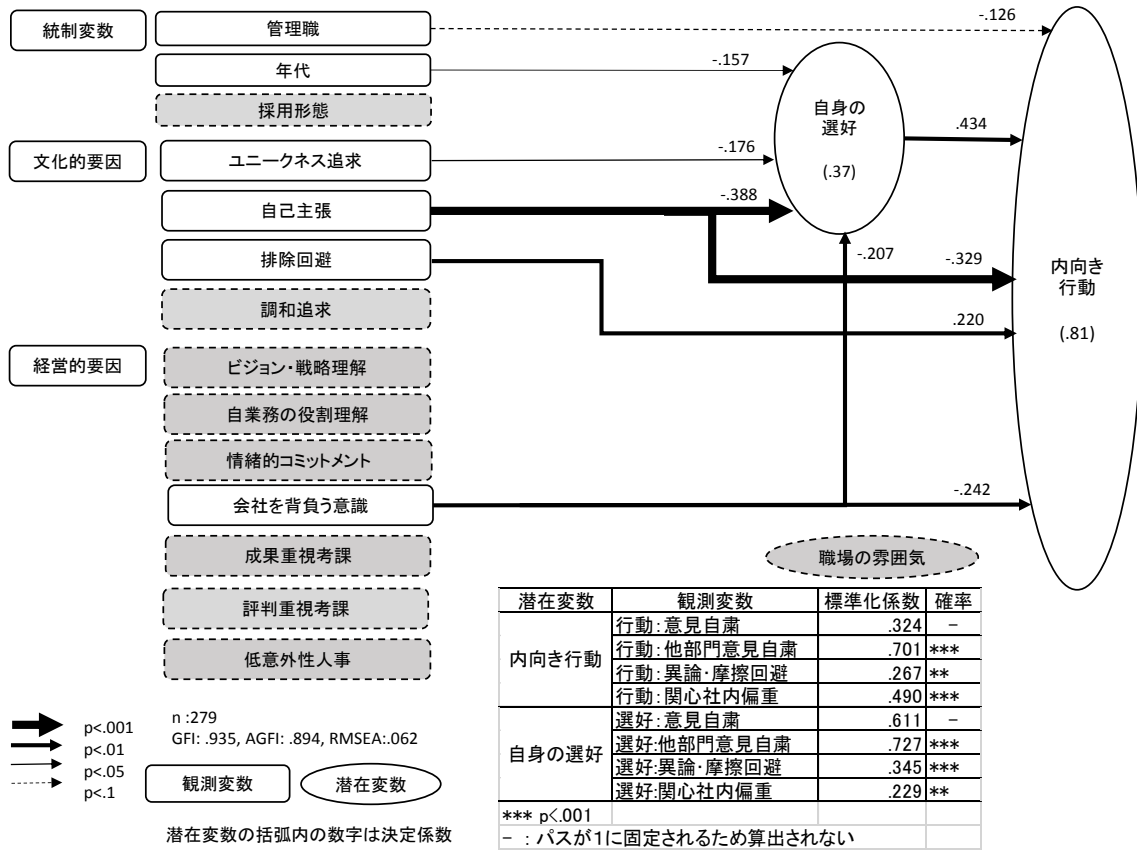 統制変数
管理職
-.126
年代
-.157
採用形態
自身の
選好
(.37)
.434
文化的要因
ユニークネス追求
-.176
自己主張
-.388
排除回避
-.207
-.329
内向き
行動
(.81)
調和追求
.220
経営的要因
ビジョン・戦略理解
自業務の役割理解
情緒的コミットメント
会社を背負う意識
-.242
成果重視考課
職場の雰囲気
評判重視考課
低意外性人事
潜在変数 観測変数 標準化係数 確率
内向き行動
行動:意見自粛 .324 −
行動:他部門意見自粛 .701 ***
行動:異論・摩擦回避 .267 **
行動:関心社内偏重 .490 ***
自身の選好
選好:意見自粛 .611 −
選好:他部門意見自粛 .727 ***
選好:異論・摩擦回避 .345 ***
選好:関心社内偏重 .229 **
*** p<.001
− :パスが1に固定されるため算出されない
p<.001
p<.01
p<.05
p<.1
n :279
GFI: .935, AGFI: .894, RMSEA:.062
観測変数
潜在変数
潜在変数の括弧内の数字は決定係数